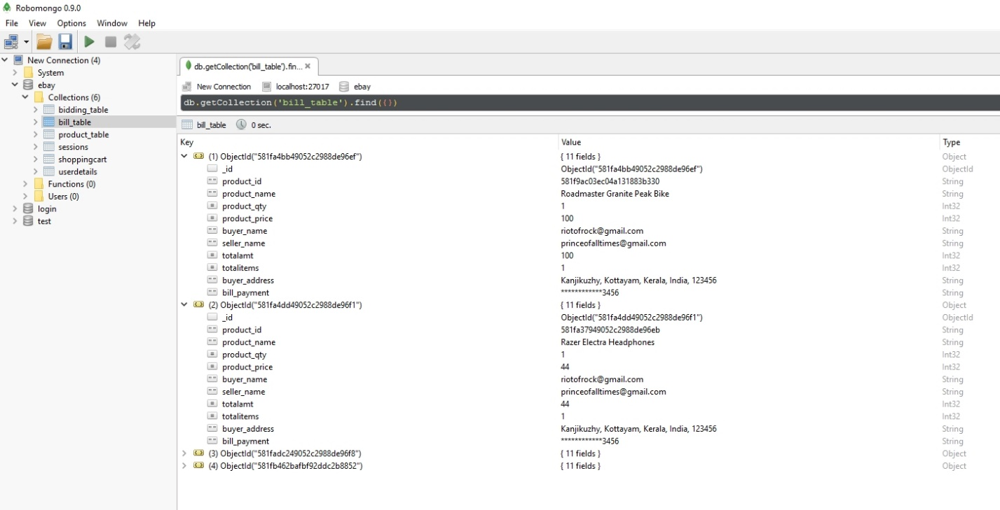 Robomongo 0.9.0
File View Options Window Help
New Connection (4)
System
ebay
Collections (6)
bidding_table
bill_table
product_table
sessions
shoppingcart
userdetails
Functions (0)
Users (0)
login
test
db.getCollection('bill_table').fin...
New Connection localhost:27017 ebay
db.getCollection('bill_table').find({})
bill_table 0 sec.
Key Value Type
(1) ObjectId("581fa4bb49052c2988de96ef") { 11 fields } Object
_id ObjectId("581fa4bb49052c2988de96ef") ObjectId
product_id 581f9ac03ec04a131883b330 String
product_name Roadmaster Granite Peak Bike String
product_qty 1 Int32
product_price 100 Int32
buyer_name riotofrock@gmail.com String
seller_name princeofalltimes@gmail.com String
totalamt 100 Int32
totalitems 1 Int32
buyer_address Kanjikuzhy, Kottayam, Kerala, India, 123456 String
bill_payment ************3456 String
(2) ObjectId("581fa4dd49052c2988de96f1") { 11 fields } Object
_id ObjectId("581fa4dd49052c2988de96f1") ObjectId
product_id 581fa37949052c2988de96eb String
product_name Razer Electra Headphones String
product_qty 1 Int32
product_price 44 Int32
buyer_name riotofrock@gmail.com String
seller_name princeofalltimes@gmail.com String
totalamt 44 Int32
totalitems 1 Int32
buyer_address Kanjikuzhy, Kottayam, Kerala, India, 123456 String
bill_payment ************3456 String
(3) ObjectId("581fadc249052c2988de96f8") { 11 fields } Object
(4) ObjectId("581fb462bafbf92ddc2b8852") { 11 fields } Object